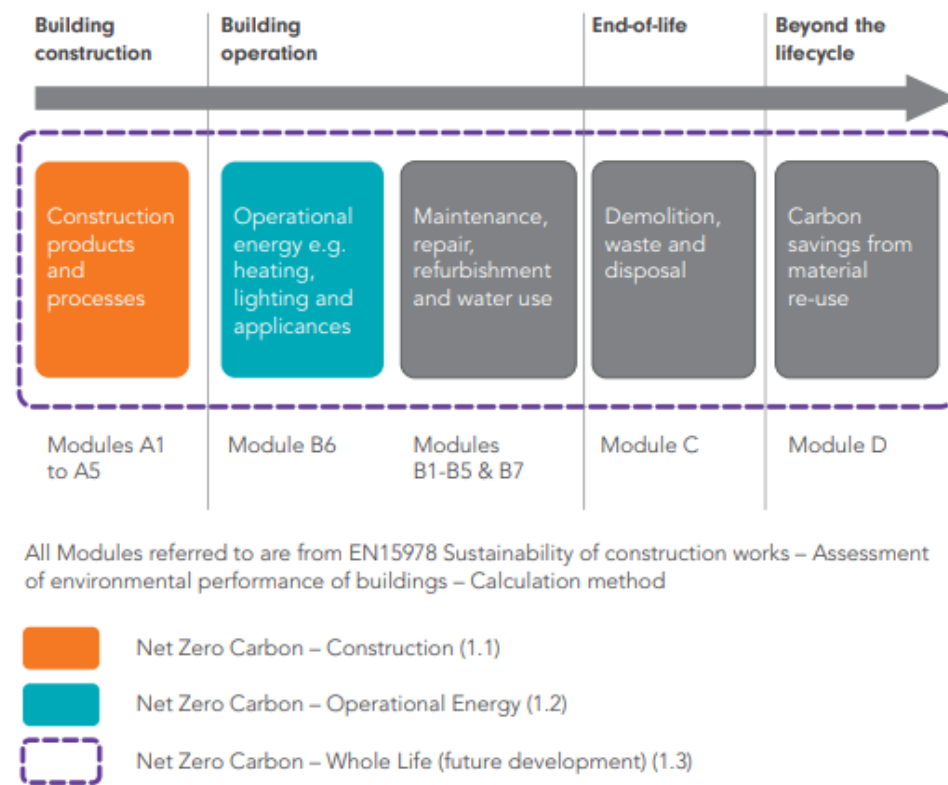 Building
construction
Building
operation
End-of-life
Beyond the
lifecycle
Construction
products
and
processes
Operational
energy e.g.
heating,
lighting and
applicances
Maintenance,
repair,
refurbishment
and water use
Demolition,
waste and
disposal
Carbon
savings from
material
re-use
Modules A1
to A5
Module B6
Modules
B1-B5 & B7
Module C
Module D
All Modules referred to are from EN15978 Sustainability of construction works – Assessment
of environmental performance of buildings – Calculation method
Net Zero Carbon – Construction (1.1)
Net Zero Carbon – Operational Energy (1.2)
Net Zero Carbon – Whole Life (future development) (1.3)